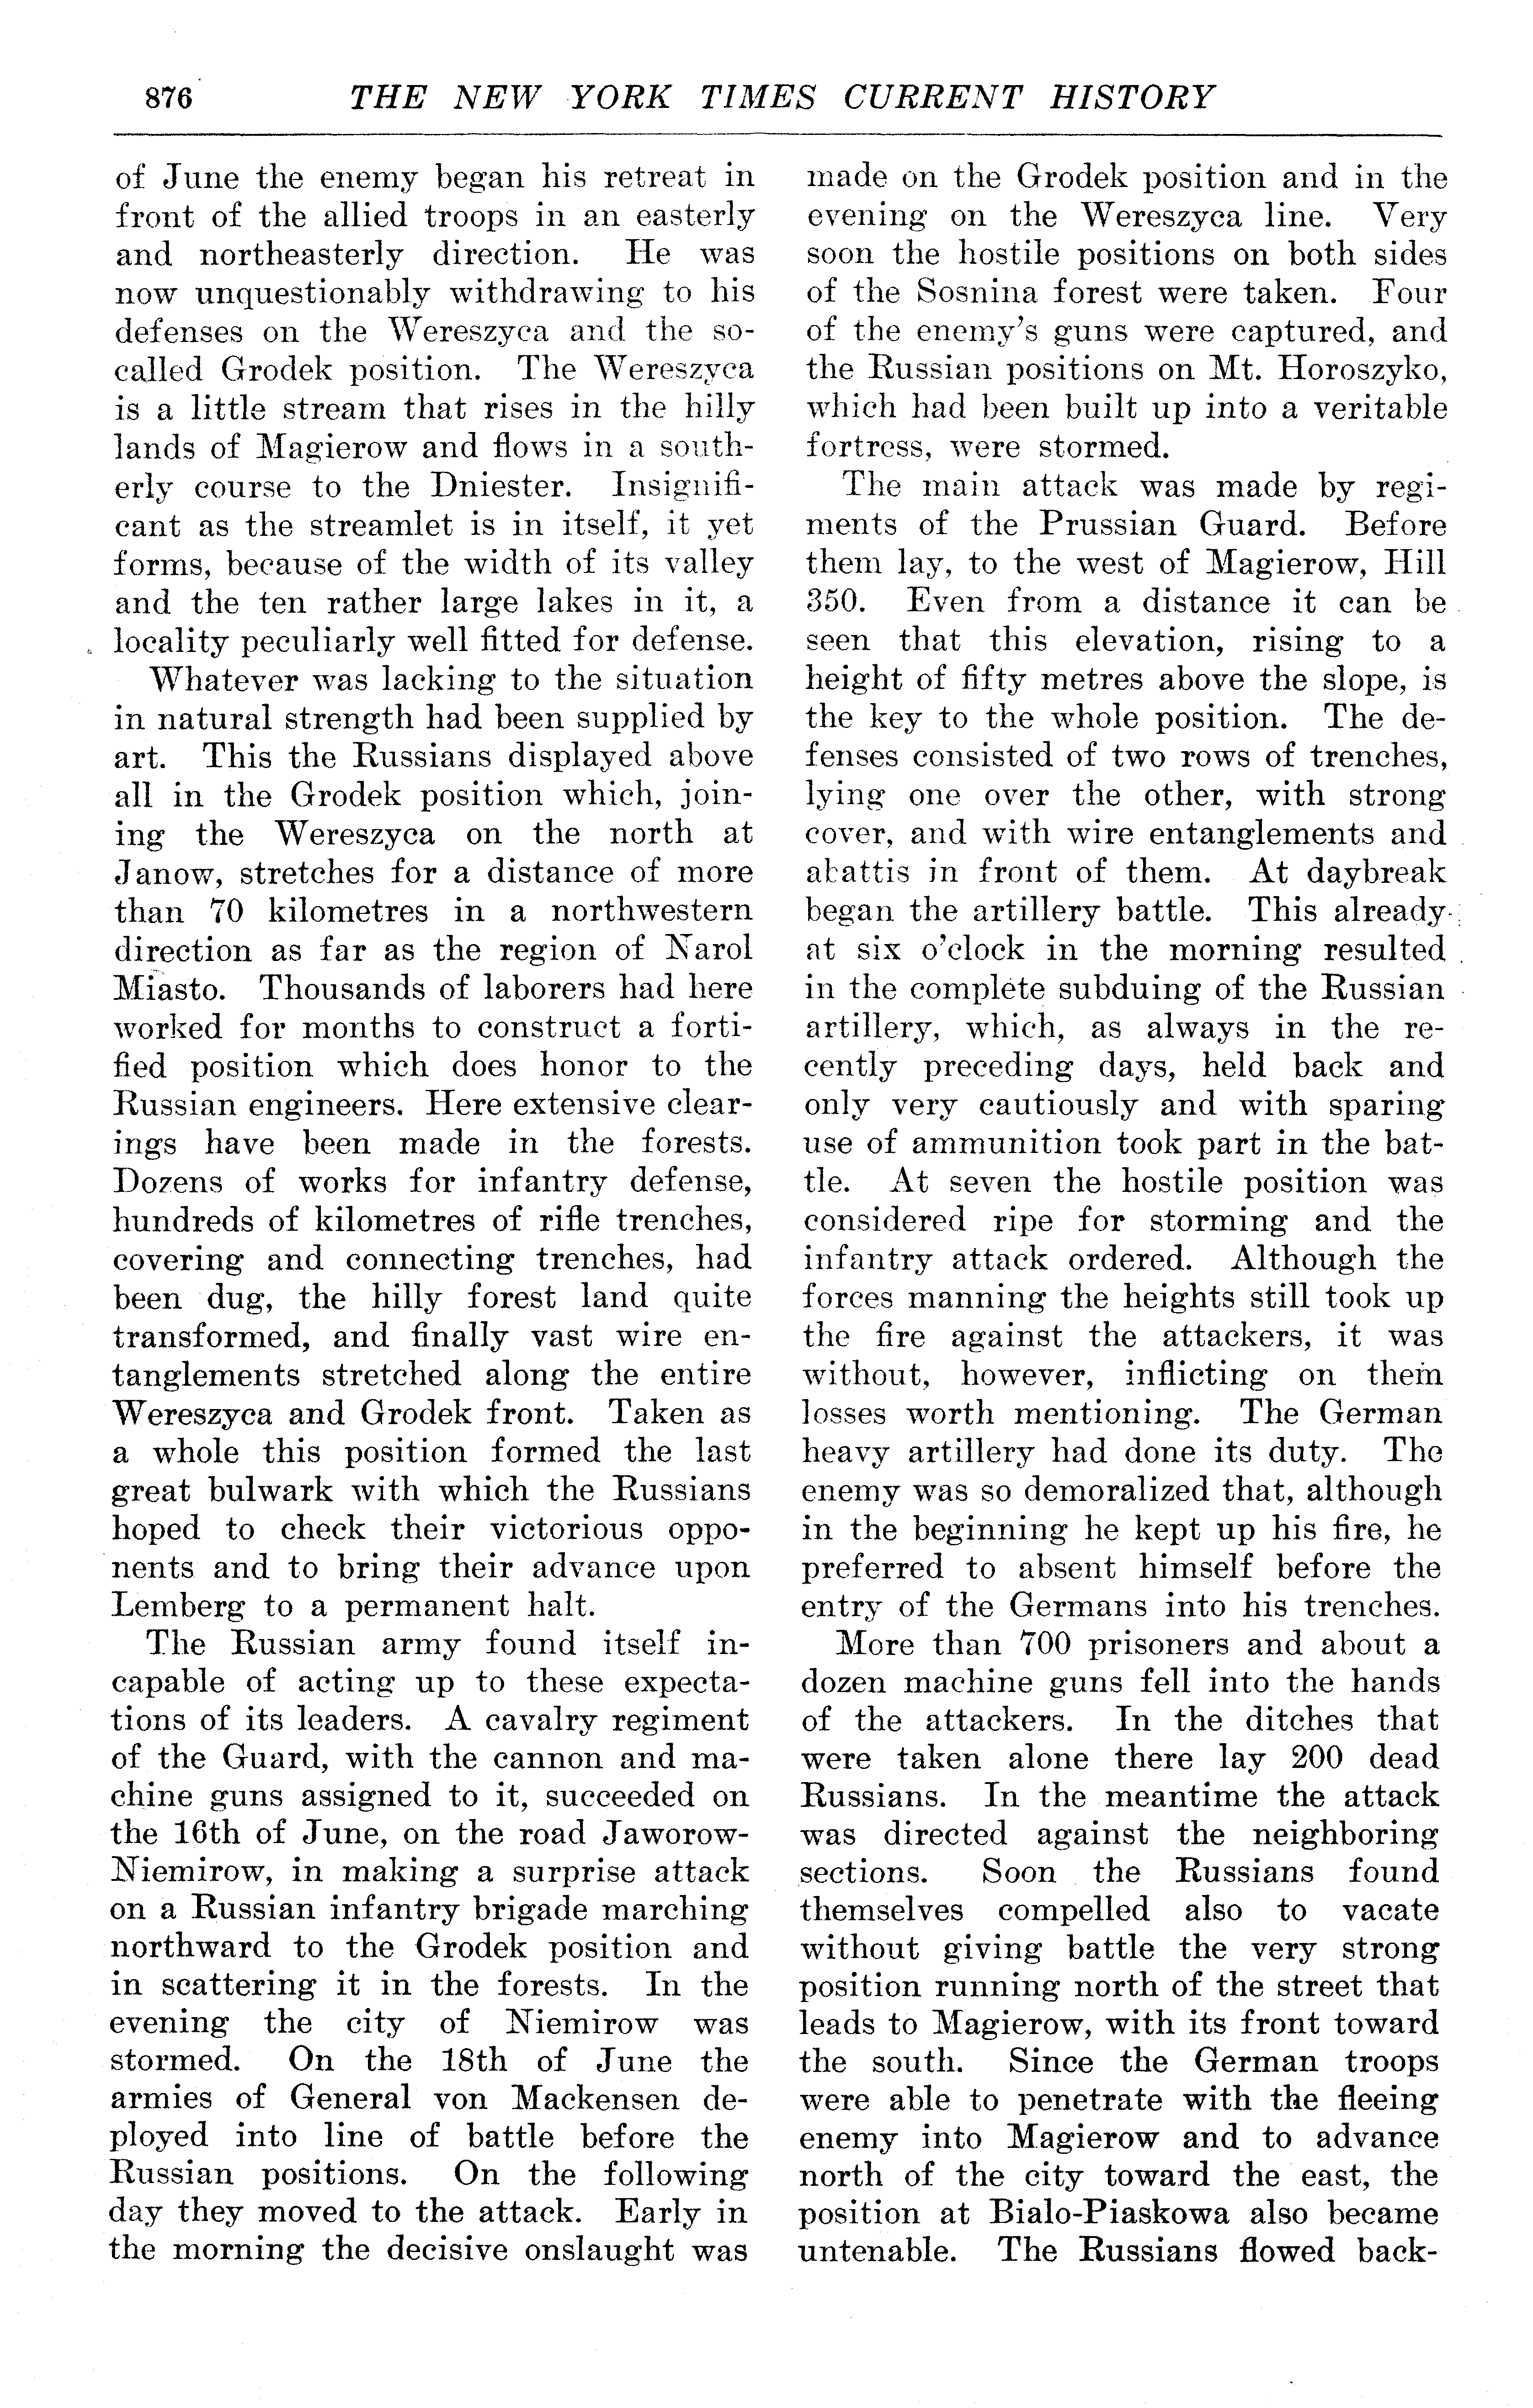 876 THE NEW YORK TIMES CURRENT HISTORY
of June the enemy began his retreat in
front of the allied troops in an easterly
and northeasterly direction. He was
now unquestionably withdrawing to his
defenses on the Wereszyca and the so-
called Grodek position. The Wereszyca
is a little stream that rises in the hilly
lands of Magierow and flows in a south-
erly course to the Dniester. Insignifi-
cant as the streamlet is in itself, it yet
forms, because of the width of its valley
and the ten rather large lakes in it, a
locality peculiarly well fitted for defense.
Whatever was lacking to the situation
in natural strength had been supplied by
art. This the Russians displayed above
all in the Grodek position which, join-
ing the Wereszyca on the north at
Janow, stretches for a distance of more
than 70 kilometres in a northwestern
direction as far as the region of Narol
Miasto. Thousands of laborers had here
worked for months to construct a forti-
fied position which does honor to the
Russian engineers. Here extensive clear-
ings have been made in the forests.
Dozens of works for infantry defense,
hundreds of kilometres of rifle trenches,
covering and connecting trenches, had
been dug, the hilly forest land quite
transformed, and finally vast wire en-
tanglements stretched along the entire
Wereszyca and Grodek front. Taken as
a whole this position formed the last
great bulwark with which the Russians
hoped to check their victorious oppo-
nents and to bring their advance upon
Lemberg to a permanent halt.
The Russian army found itself in-
capable of acting up to these expecta-
tions of its leaders. A cavalry regiment
of the Guard, with the cannon and ma-
chine guns assigned to it, succeeded on
the 16th of June, on the road Jaworow-
Niemirow, in making a surprise attack
on a Russian infantry brigade marching
northward to the Grodek position and
in scattering it in the forests. In the
evening the city of Niemirow was
stormed. On the 18th of June the
armies of General von Mackensen de-
ployed into line of battle before the
Russian positions. On the following
day they moved to the attack. Early in
the morning the decisive onslaught was
made on the Grodek position and in the
evening on the Wereszyca line. Very
soon the hostile positions on both sides
of the Sosnina forest were taken. Four
of the enemy's guns were captured, and
the Russian positions on Mt. Horoszyko,
which had been built up into a veritable
fortress, were stormed.
The main attack was made by regi-
ments of the Prussian Guard. Before
them lay, to the west of Magierow, Hill
350. Even from a distance it can be
seen that this elevation, rising to a
height of fifty metres above the slope, is
the key to the whole position. The de-
fenses consisted of two rows of trenches,
lying one over the other, with strong
cover, and with wire entanglements and
abattis in front of them. At daybreak
began the artillery battle. This already
at six o'clock in the morning resulted
in the complete subduing of the Russian
artillery, which, as always in the re-
cently preceding days, held back and
only very cautiously and with sparing
use of ammunition took part in the bat-
tle. At seven the hostile position was
considered ripe for storming and the
infantry attack ordered. Although the
forces manning the heights still took up
the fire against the attackers, it was
without, however, inflicting on them
losses worth mentioning. The German
heavy artillery had done its duty. The
enemy was so demoralized that, although
in the beginning he kept up his fire, he
preferred to absent himself before the
entry of the Germans into his trenches.
More than 700 prisoners and about a
dozen machine guns fell into the hands
of the attackers. In the ditches that
were taken alone there lay 200 dead
Russians. In the meantime the attack
was directed against the neighboring
sections. Soon the Russians found
themselves compelled also to vacate
without giving battle the very strong
position running north of the street that
leads to Magierow, with its front toward
the south. Since the German troops
were able to penetrate with the fleeing
enemy into Magierow and to advance
north of the city toward the east, the
position at Bialo-Piaskowa also became
untenable. The Russians flowed back-